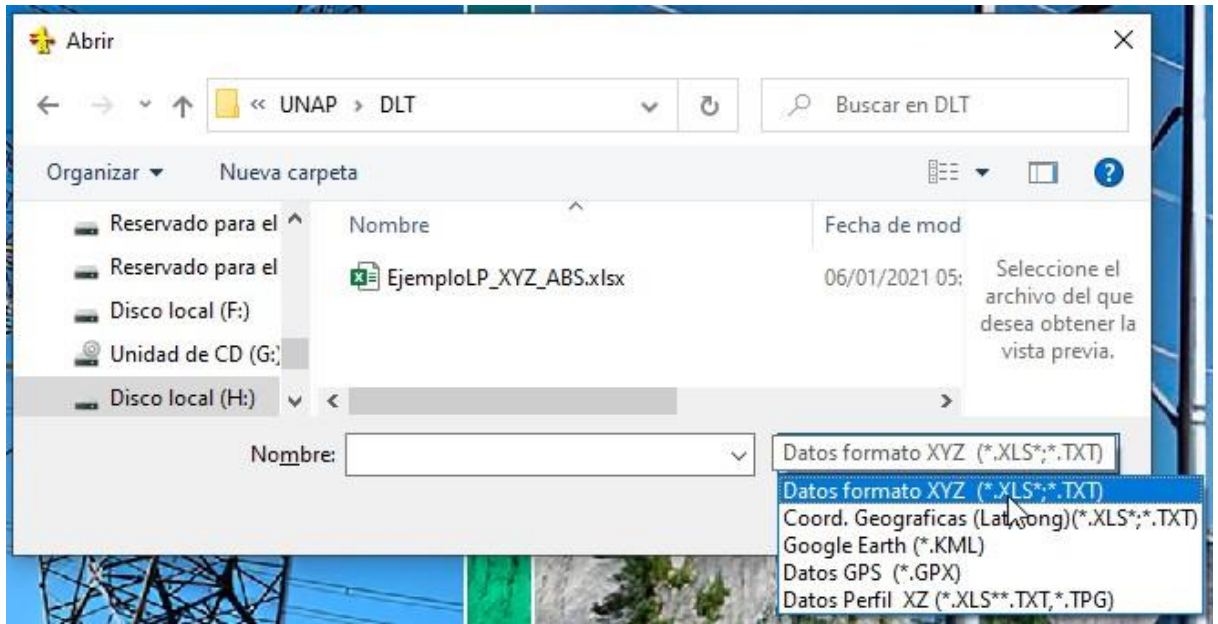 Abrir
« UNAP › DLT
Buscar en DLT
Organizar
Nueva carpeta
Nombre
Fecha de mod
Reservado para el
Reservado para el
Disco local (F:)
Unidad de CD (G:)
Disco local (H:)
EjemploLP_XYZ_ABS.xlsx
06/01/2021 05:
Seleccione el
archivo del que
desea obtener la
vista previa.
Nombre:
Datos formato XYZ (*.XLS*;*.TXT)
Datos formato XYZ (*.XLS*;*.TXT)
Coord. Geograficas (Lat, Long)(*.XLS*;*.TXT)
Google Earth (*.KML)
Datos GPS (*.GPX)
Datos Perfil XZ (*.XLS**.TXT,*.TPG)